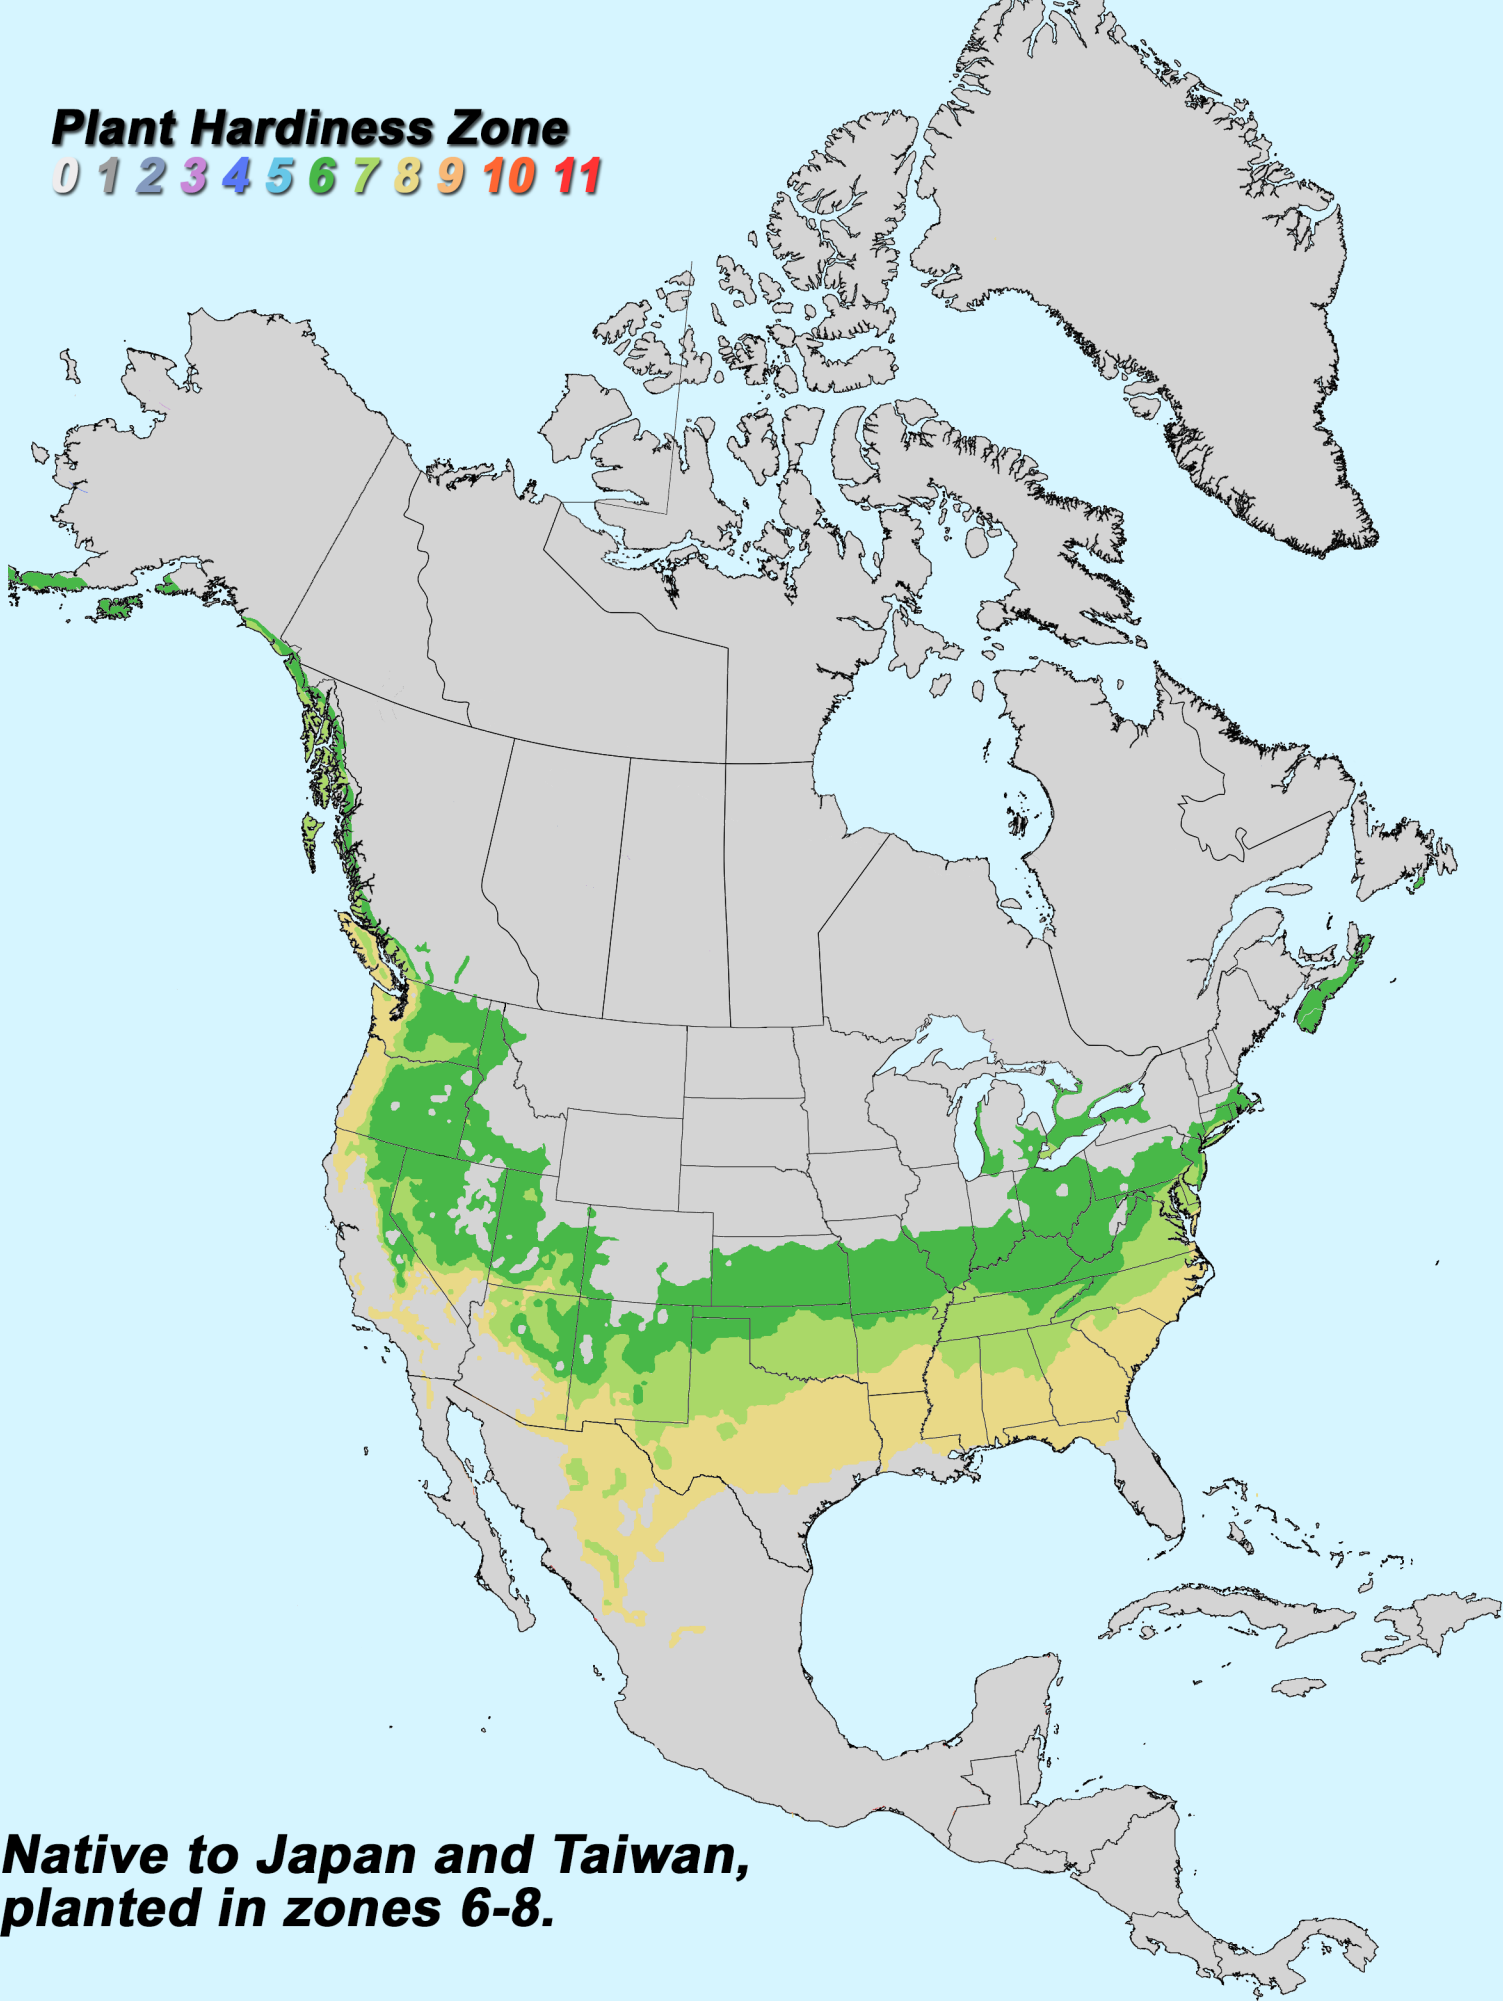 Plant Hardiness Zone
0 1 2 3 4 5 6 7 8 9 10 11
Native to Japan and Taiwan,
planted in zones 6-8.